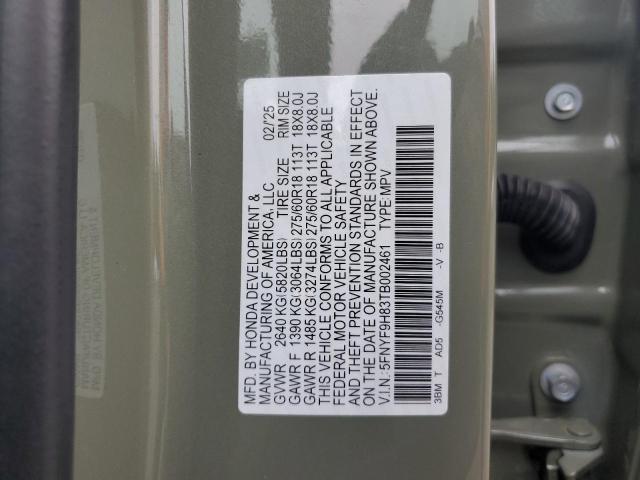 MFD. BY HONDA DEVELOPMENT &
MANUFACTURING OF AMERICA, LLC 02/'25
GVWR 2640 KG(5820LBS) TIRE SIZE RIM SIZE
GAWR F 1390 KG(3064LBS) 275/60R18 113T 18X8.0J
GAWR R 1485 KG(3274LBS) 275/60R18 113T 18X8.0J
THIS VEHICLE CONFORMS TO ALL APPLICABLE
FEDERAL MOTOR VEHICLE SAFETY
AND THEFT PREVENTION STANDARDS IN EFFECT
ON THE DATE OF MANUFACTURE SHOWN ABOVE.
V.I.N.:5FNYF9H83TB002461 TYPE:MPV
3BM T AD5 -G545M -V -B